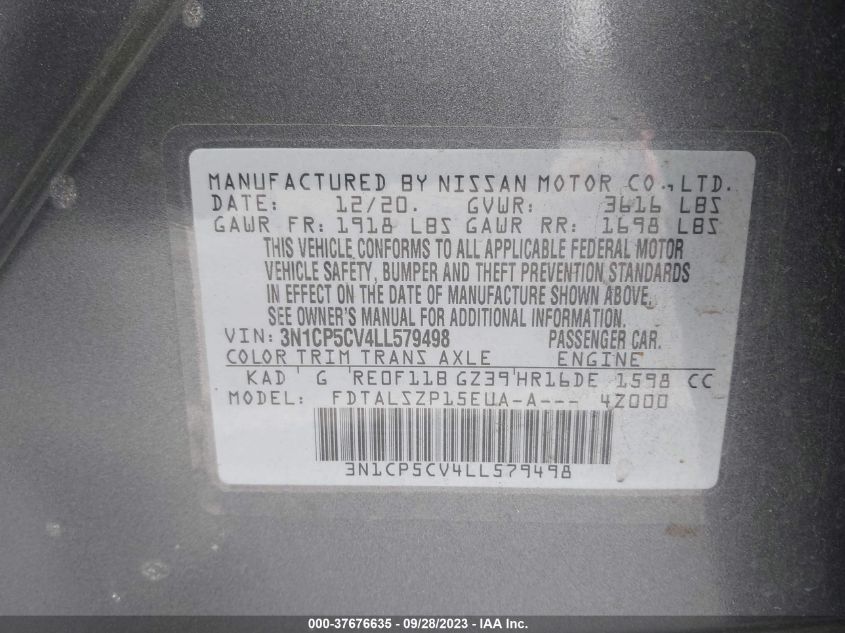 MANUFACTURED BY NISSAN MOTOR CO., LTD.
DATE: 12/20. GVWR: 3616 LBS
GAWR FR: 1918 LBS GAWR RR: 1698 LBS
THIS VEHICLE CONFORMS TO ALL APPLICABLE FEDERAL MOTOR
VEHICLE SAFETY, BUMPER AND THEFT PREVENTION STANDARDS
IN EFFECT ON THE DATE OF MANUFACTURE SHOWN ABOVE.
SEE OWNER'S MANUAL FOR ADDITIONAL INFORMATION.
VIN: 3N1CP5CV4LL579498 PASSENGER CAR.
COLOR TRIM TRANS AXLE ENGINE
KAD G RE0F11B GZ39 HR16DE 1598 CC
MODEL: FDTALSZP15EUA-A--- 4Z000
3N1CP5CV4LL579498
000-37676635 - 09/28/2023 - IAA Inc.